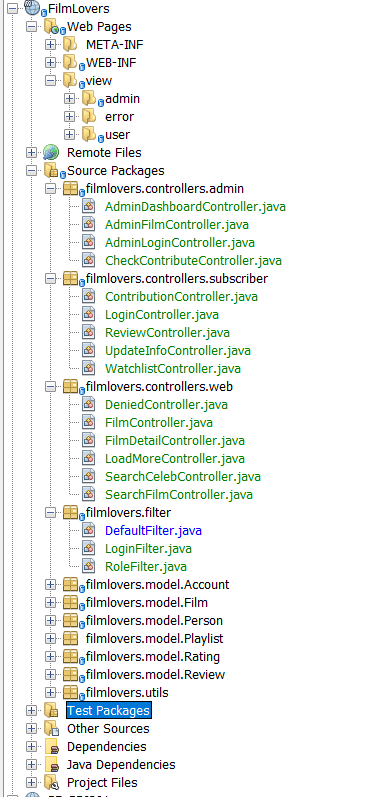 FilmLovers
Web Pages
META-INF
WEB-INF
view
admin
error
user
Remote Files
Source Packages
filmlovers.controllers.admin
AdminDashboardController.java
AdminFilmController.java
AdminLoginController.java
CheckContributeController.java
filmlovers.controllers.subscriber
ContributionController.java
LoginController.java
ReviewController.java
UpdateInfoController.java
WatchlistController.java
filmlovers.controllers.web
DeniedController.java
FilmController.java
FilmDetailController.java
LoadMoreController.java
SearchCelebController.java
SearchFilmController.java
filmlovers.filter
DefaultFilter.java
LoginFilter.java
RoleFilter.java
filmlovers.model.Account
filmlovers.model.Film
filmlovers.model.Person
filmlovers.model.Playlist
filmlovers.model.Rating
filmlovers.model.Review
filmlovers.utils
Test Packages
Other Sources
Dependencies
Java Dependencies
Project Files